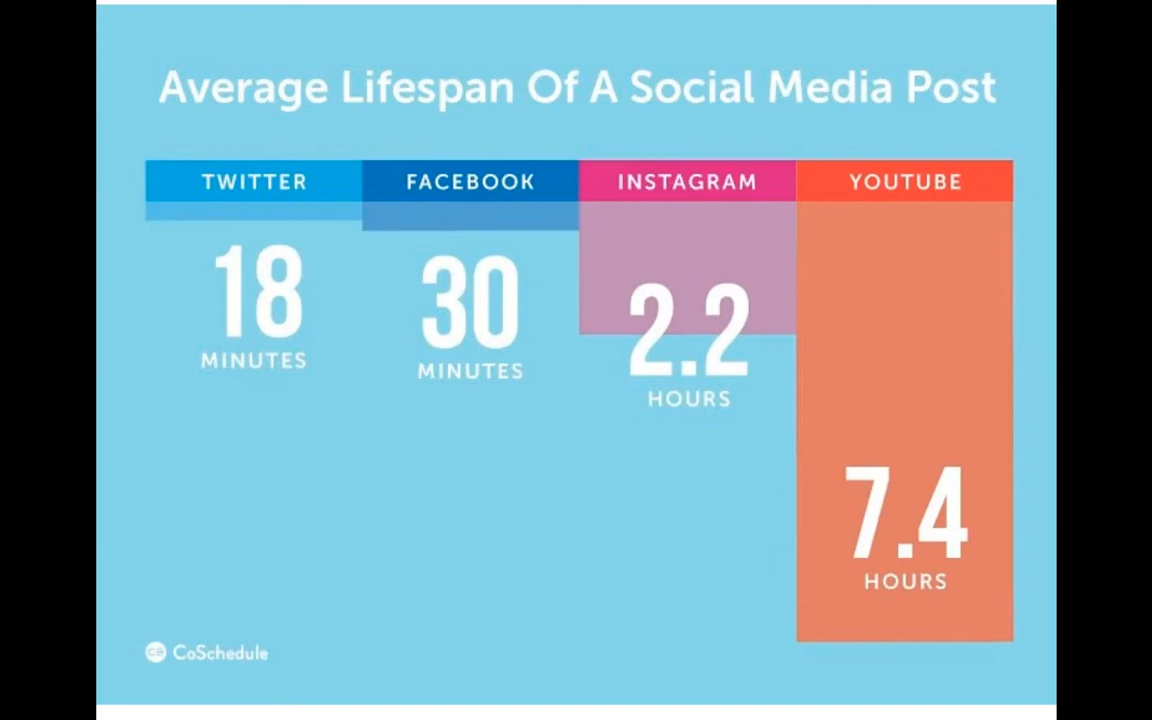 Average Lifespan Of A Social Media Post
TWITTER FACEBOOK INSTAGRAM YOUTUBE
18
MINUTES
30
MINUTES
2.2
HOURS
7.4
HOURS
CoSchedule